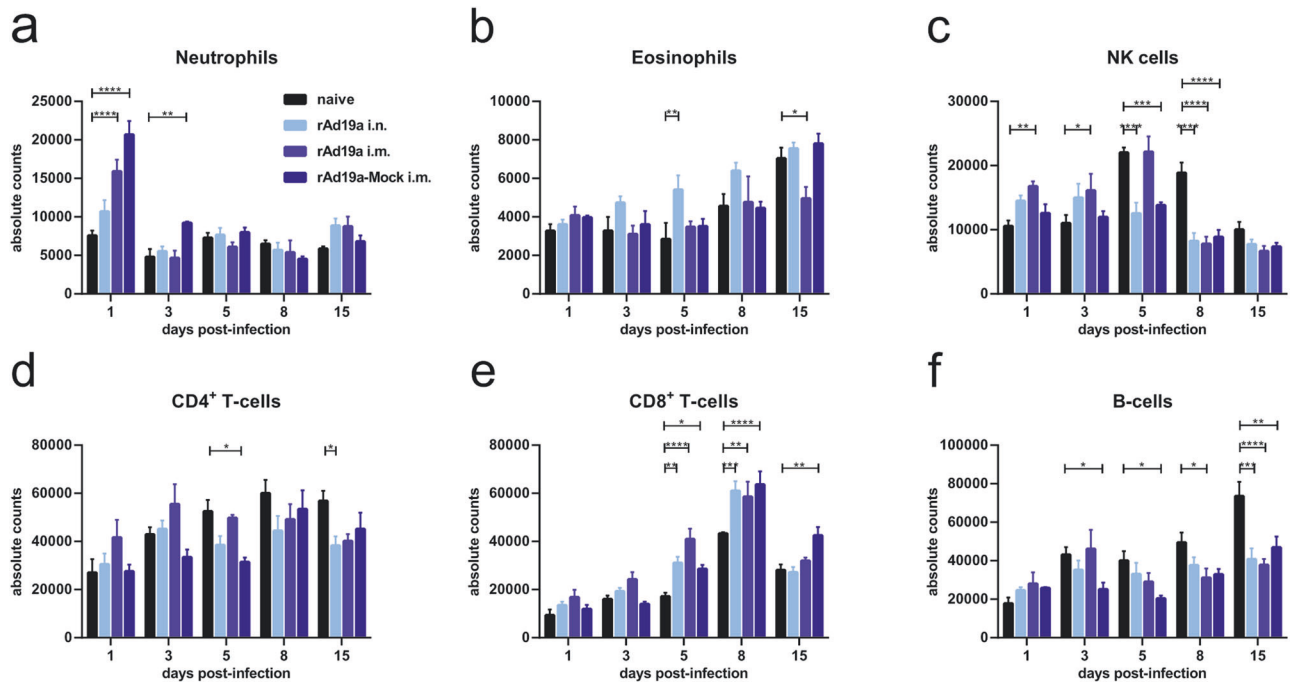 a
Neutrophils
absolute counts
25000
20000
15000
10000
5000
0
****
****
**
naive
rAd19a i.n.
rAd19a i.m.
rAd19a-Mock i.m.
1 3 5 8 15
days post-infection
b
Eosinophils
absolute counts
10000
8000
6000
4000
2000
0
**
*
1 3 5 8 15
days post-infection
c
NK cells
absolute counts
30000
20000
10000
0
**
*
***
****
****
****
****
1 3 5 8 15
days post-infection
d
CD4+ T-cells
absolute counts
80000
60000
40000
20000
0
*
*
1 3 5 8 15
days post-infection
e
CD8+ T-cells
absolute counts
80000
60000
40000
20000
0
*
****
**
****
**
***
**
1 3 5 8 15
days post-infection
f
B-cells
absolute counts
100000
80000
60000
40000
20000
0
*
*
*
**
****
***
1 3 5 8 15
days post-infection